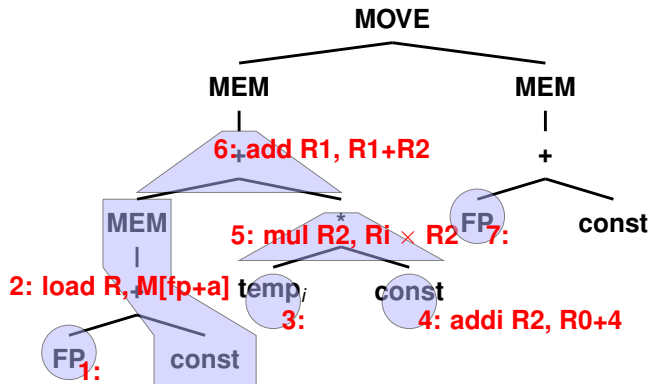 MOVE
MEM MEM
+ +
6: add R1, R1+R2
MEM * FP 7: const
5: mul R2, Ri × R2
+ temp i const
2: load R, M[fp+a]
3: 4: addi R2, R0+4
FP 1: const